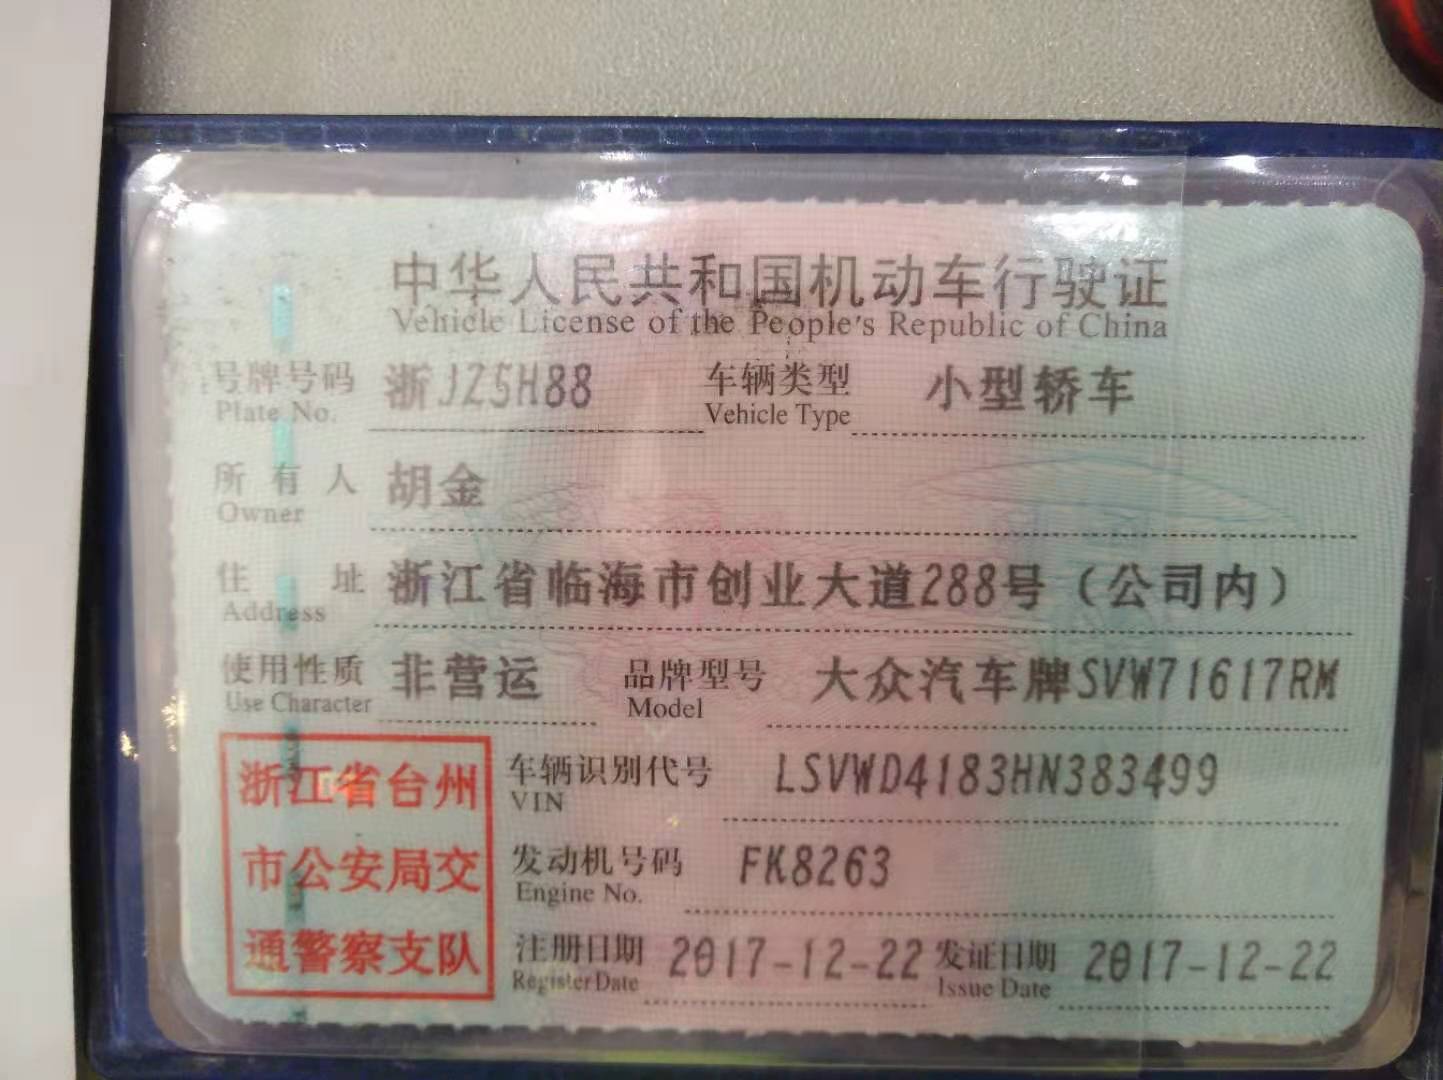 中华人民共和国机动车行驶证
Vehicle License of the People's Republic of China
号牌号码 浙JZ5H88 车辆类型 小型轿车
Plate No. Vehicle Type
所有人 胡金
Owner
住址 浙江省临海市创业大道288号（公司内）
Address
使用性质 非营运 品牌型号 大众汽车牌SVW71617RM
Use Character Model
浙江省台州
市公安局交
通警察支队
车辆识别代号 LSVWD4183HN383499
VIN
发动机号码 FK8263
Engine No.
注册日期 2017-12-22 发证日期 2017-12-22
Register Date Issue Date